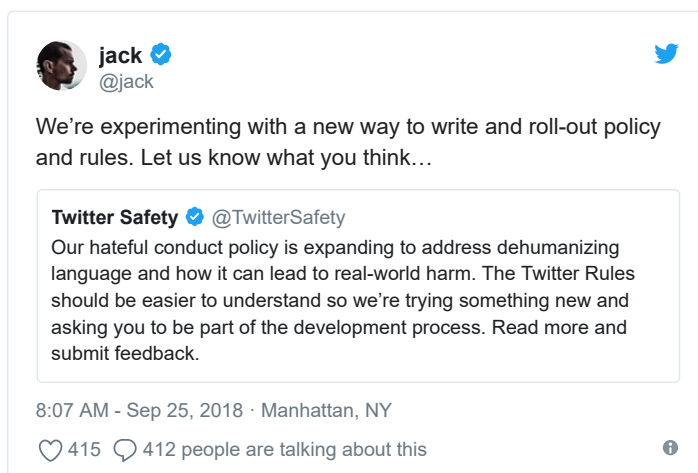 jack
@jack
We’re experimenting with a new way to write and roll-out policy
and rules. Let us know what you think…
Twitter Safety @TwitterSafety
Our hateful conduct policy is expanding to address dehumanizing
language and how it can lead to real-world harm. The Twitter Rules
should be easier to understand so we’re trying something new and
asking you to be part of the development process. Read more and
submit feedback.
8:07 AM - Sep 25, 2018 · Manhattan, NY
415 412 people are talking about this